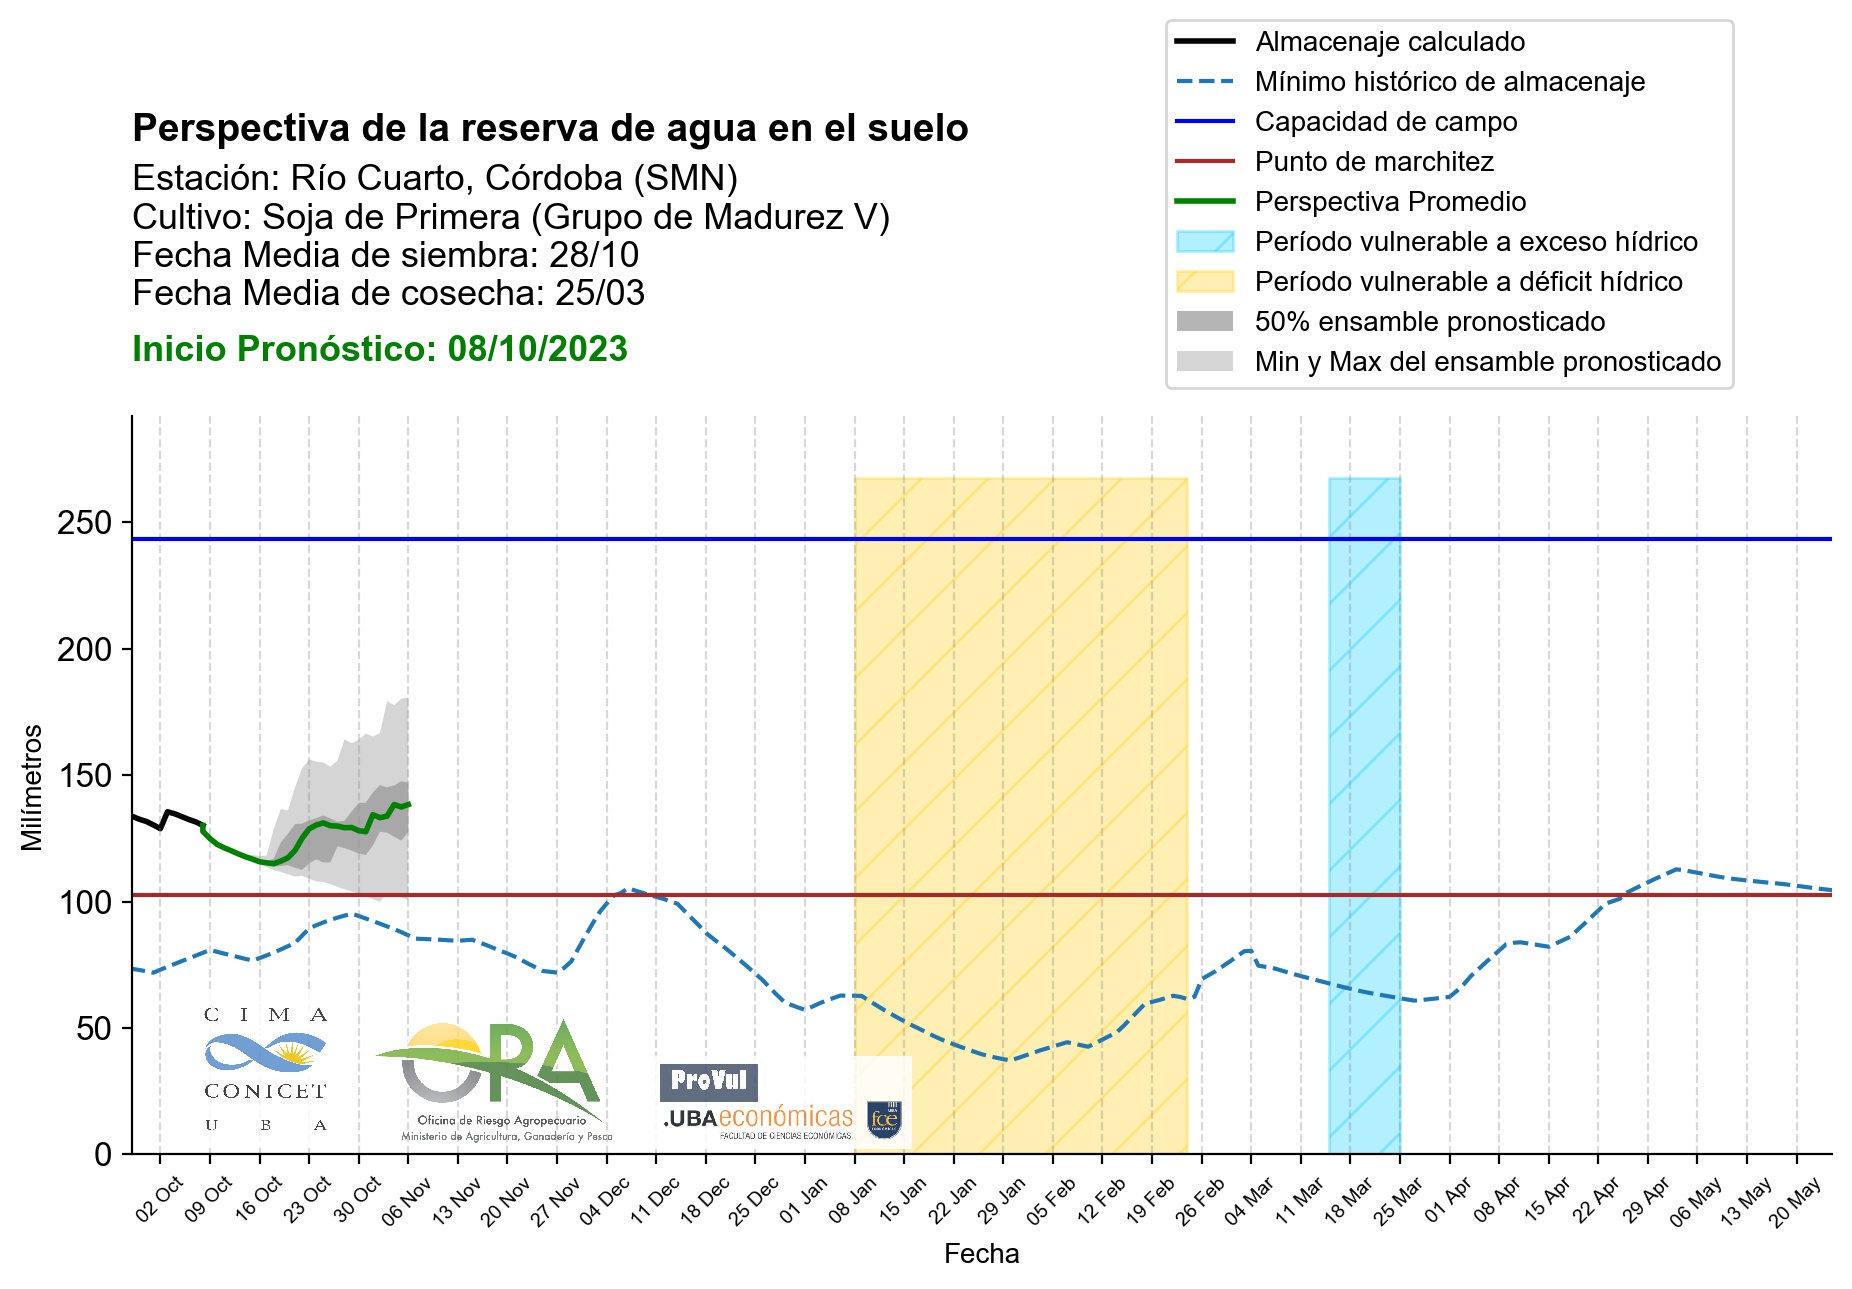 Almacenaje calculado
Mínimo histórico de almacenaje
Capacidad de campo
Punto de marchitez
Perspectiva Promedio
Período vulnerable a exceso hídrico
Período vulnerable a déficit hídrico
50% ensamble pronosticado
Min y Max del ensamble pronosticado
Perspectiva de la reserva de agua en el suelo
Estación: Río Cuarto, Córdoba (SMN)
Cultivo: Soja de Primera (Grupo de Madurez V)
Fecha Media de siembra: 28/10
Fecha Media de cosecha: 25/03
Inicio Pronóstico: 08/10/2023
Milímetros
250
200
150
100
50
0
CIMA
CONICET
UBA
ORA
Oficina de Riesgo Agropecuario
Ministerio de Agricultura, Ganadería y Pesca
ProVul
.UBAeconómicas
FACULTAD DE CIENCIAS ECONÓMICAS
fce
02 Oct
09 Oct
16 Oct
23 Oct
30 Oct
06 Nov
13 Nov
20 Nov
27 Nov
04 Dec
11 Dec
18 Dec
25 Dec
01 Jan
08 Jan
15 Jan
22 Jan
29 Jan
05 Feb
12 Feb
19 Feb
26 Feb
04 Mar
11 Mar
18 Mar
25 Mar
01 Apr
08 Apr
15 Apr
22 Apr
29 Apr
06 May
13 May
20 May
Fecha